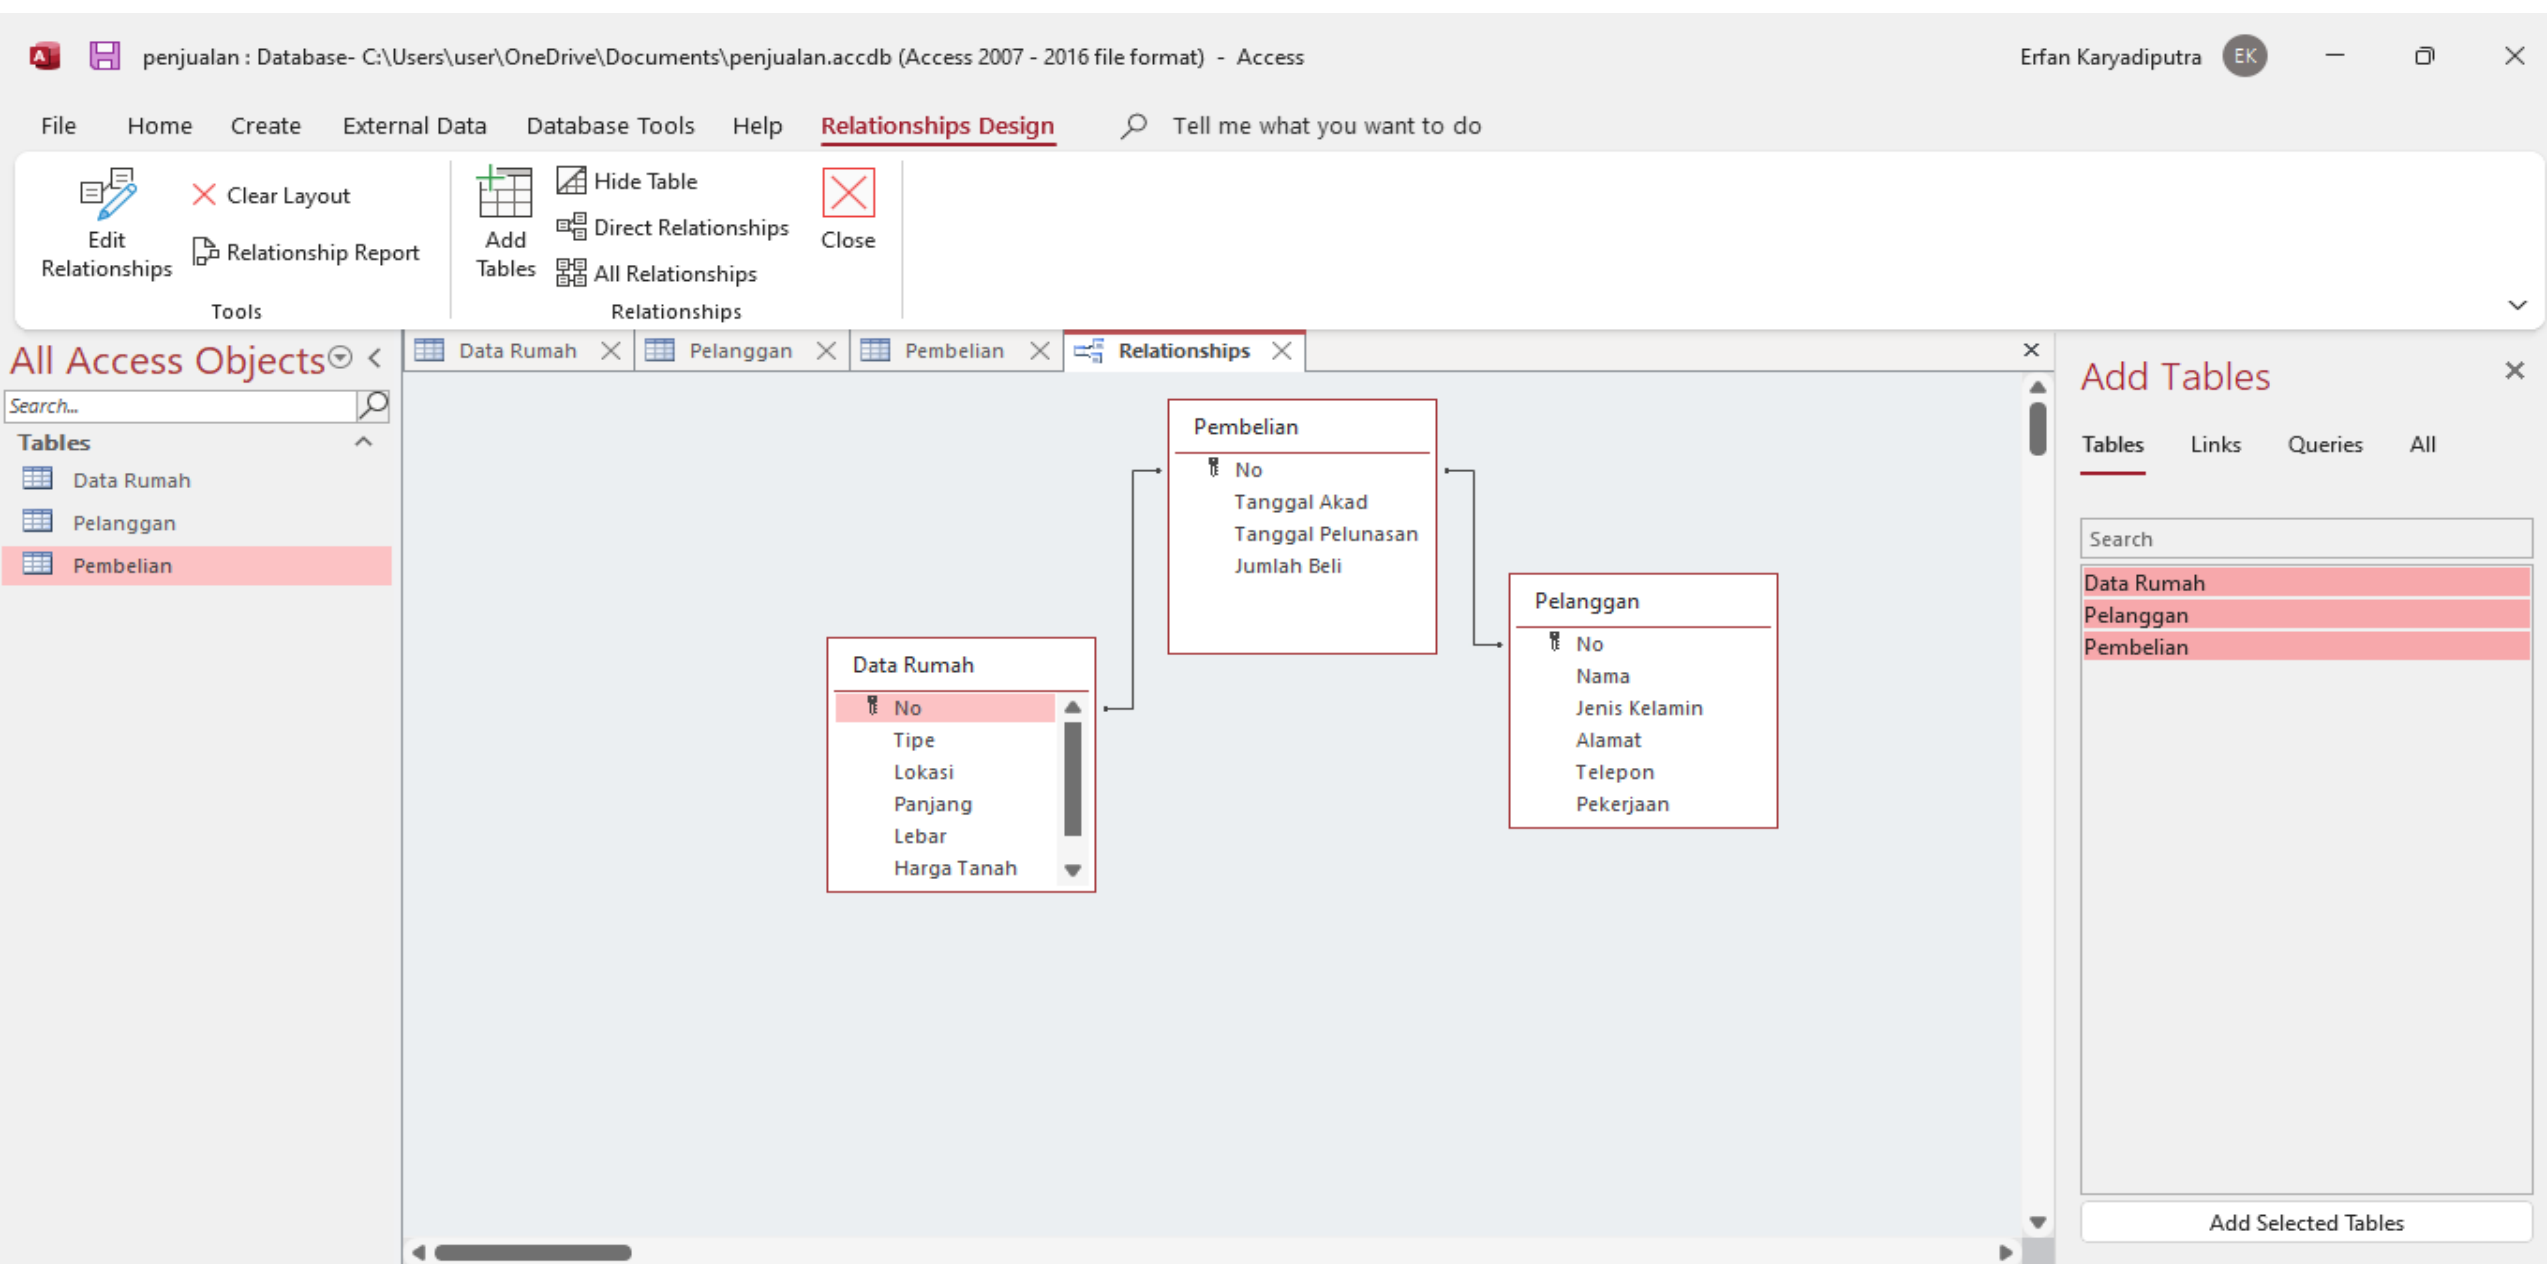 penjualan : Database- C:\Users\user\OneDrive\Documents\penjualan.accdb (Access 2007 - 2016 file format) - Access
Erfan Karyadiputra
EK
File
Home
Create
External Data
Database Tools
Help
Relationships Design
Tell me what you want to do
Edit
Relationships
Clear Layout
Relationship Report
Tools
Add
Tables
Hide Table
Direct Relationships
All Relationships
Close
Relationships
All Access Objects
Search...
Tables
Data Rumah
Pelanggan
Pembelian
Data Rumah
Pelanggan
Pembelian
Relationships
Pembelian
No
Tanggal Akad
Tanggal Pelunasan
Jumlah Beli
Data Rumah
No
Tipe
Lokasi
Panjang
Lebar
Harga Tanah
Pelanggan
No
Nama
Jenis Kelamin
Alamat
Telepon
Pekerjaan
Add Tables
Tables
Links
Queries
All
Search
Data Rumah
Pelanggan
Pembelian
Add Selected Tables